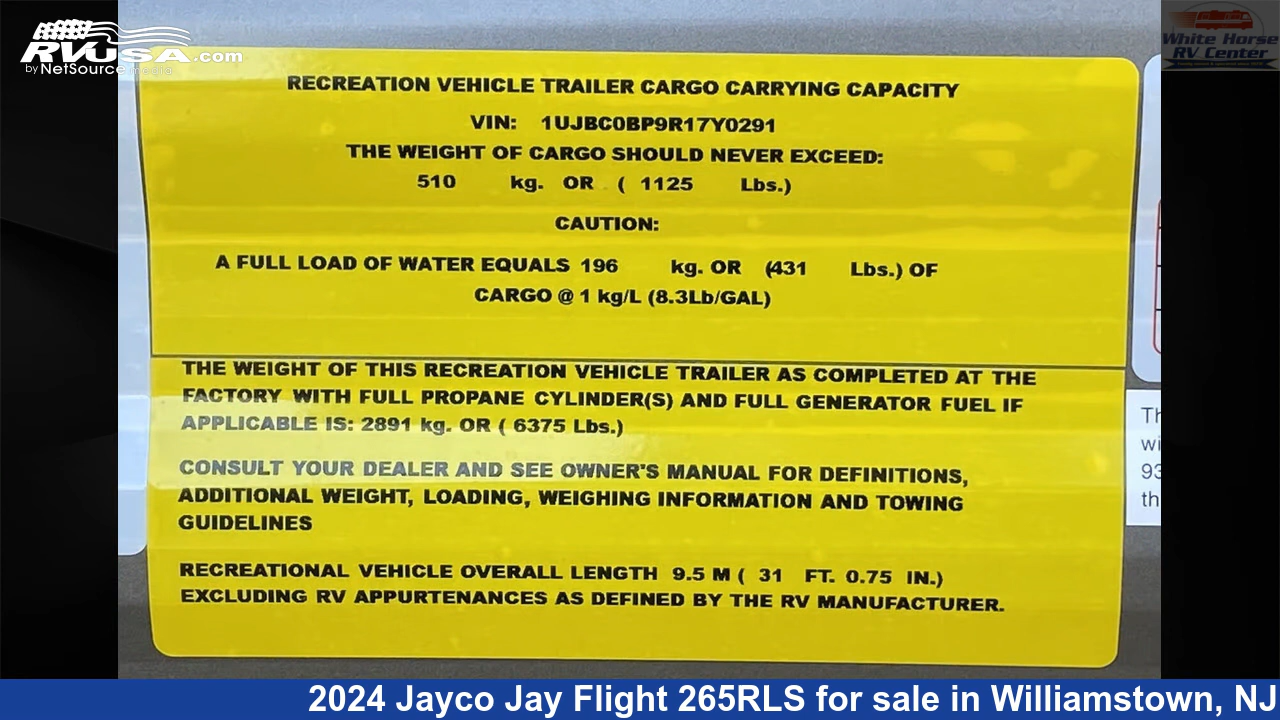 RVUSA.com
by NetSource media
White Horse
RV Center
RECREATION VEHICLE TRAILER CARGO CARRYING CAPACITY
VIN: 1UJBC0BP9R17Y0291
THE WEIGHT OF CARGO SHOULD NEVER EXCEED:
510 kg. OR ( 1125 Lbs.)
CAUTION:
A FULL LOAD OF WATER EQUALS 196 kg. OR (431 Lbs.) OF
CARGO @ 1 kg/L (8.3Lb/GAL)
THE WEIGHT OF THIS RECREATION VEHICLE TRAILER AS COMPLETED AT THE
FACTORY WITH FULL PROPANE CYLINDER(S) AND FULL GENERATOR FUEL IF
APPLICABLE IS: 2891 kg. OR ( 6375 Lbs.)
CONSULT YOUR DEALER AND SEE OWNER'S MANUAL FOR DEFINITIONS,
ADDITIONAL WEIGHT, LOADING, WEIGHING INFORMATION AND TOWING
GUIDELINES
RECREATIONAL VEHICLE OVERALL LENGTH 9.5 M ( 31 FT. 0.75 IN.)
EXCLUDING RV APPURTENANCES AS DEFINED BY THE RV MANUFACTURER.
Th
wi
93
th
2024 Jayco Jay Flight 265RLS for sale in Williamstown, NJ